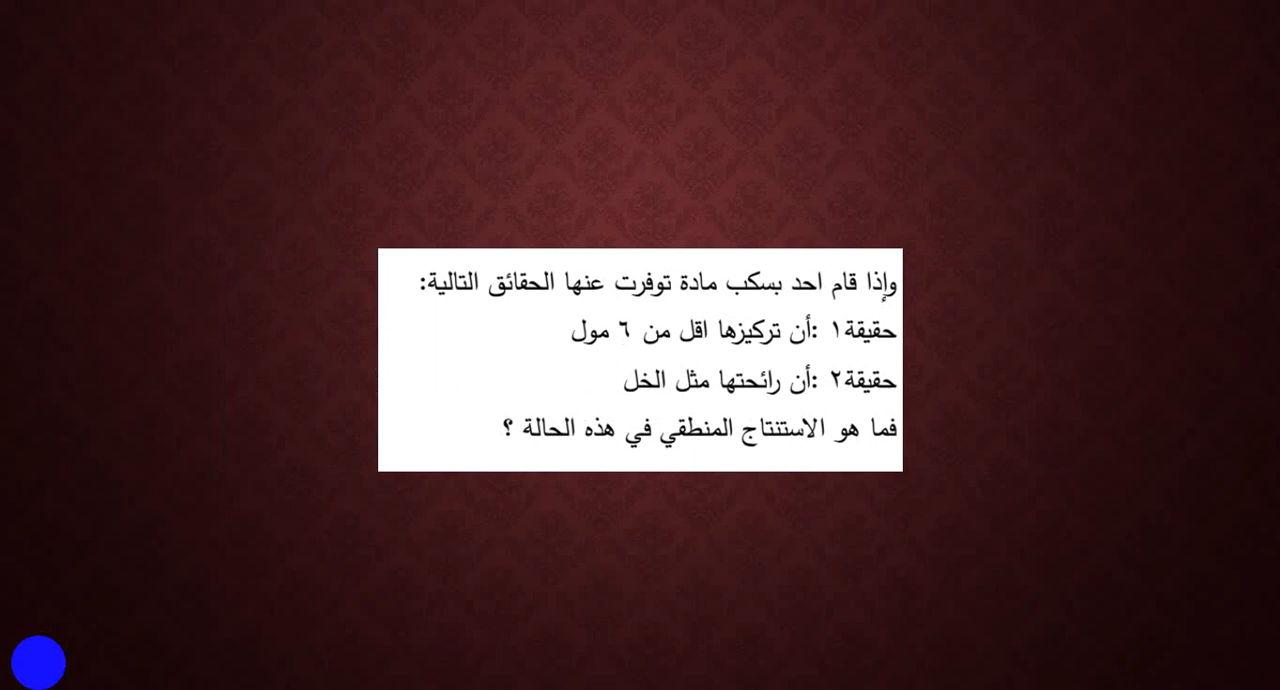 وإذا قام احد بسكب مادة توفرت عنها الحقائق التالية:
حقيقة١ :أن تركيزها اقل من ٦ مول
حقيقة٢ :أن رائحتها مثل الخل
فما هو الاستنتاج المنطقي في هذه الحالة ؟